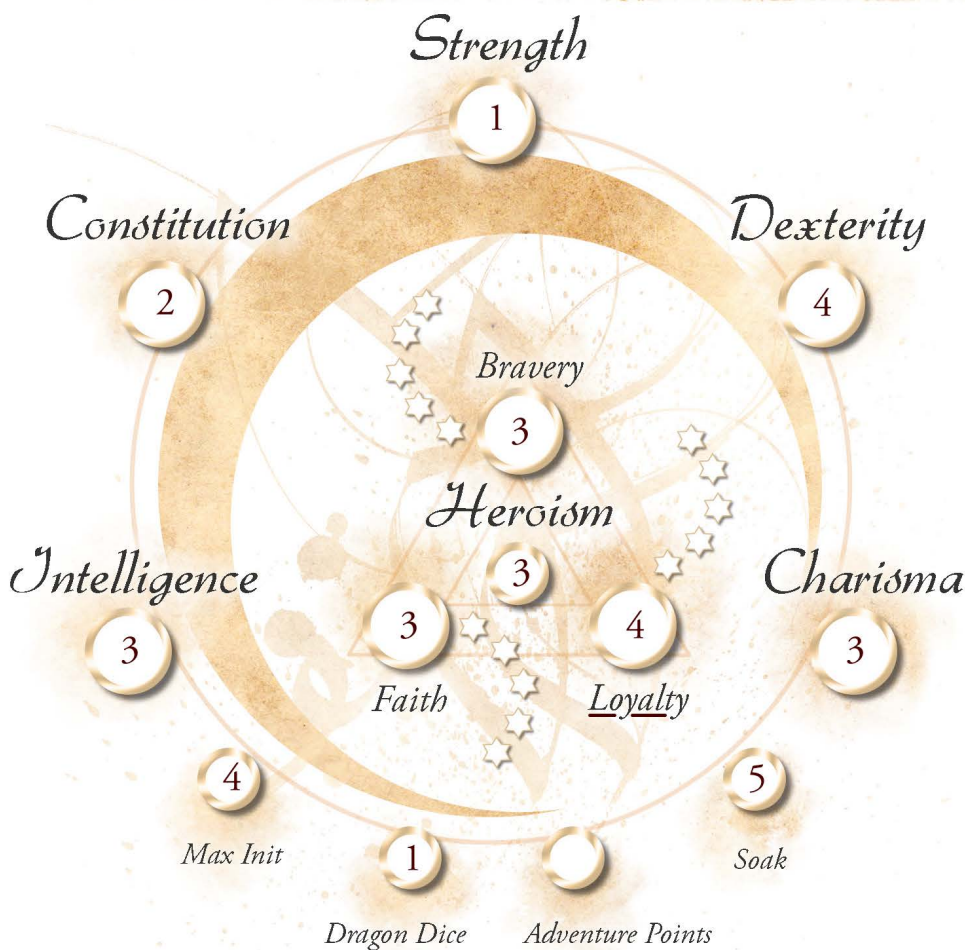 Strength
1
Constitution
Dexterity
2
4
Bravery
3
Heroism
3
Intelligence
Charisma
3
3
4
3
Faith
Loyalty
4
5
Max Init
1
Soak
Dragon Dice
Adventure Points